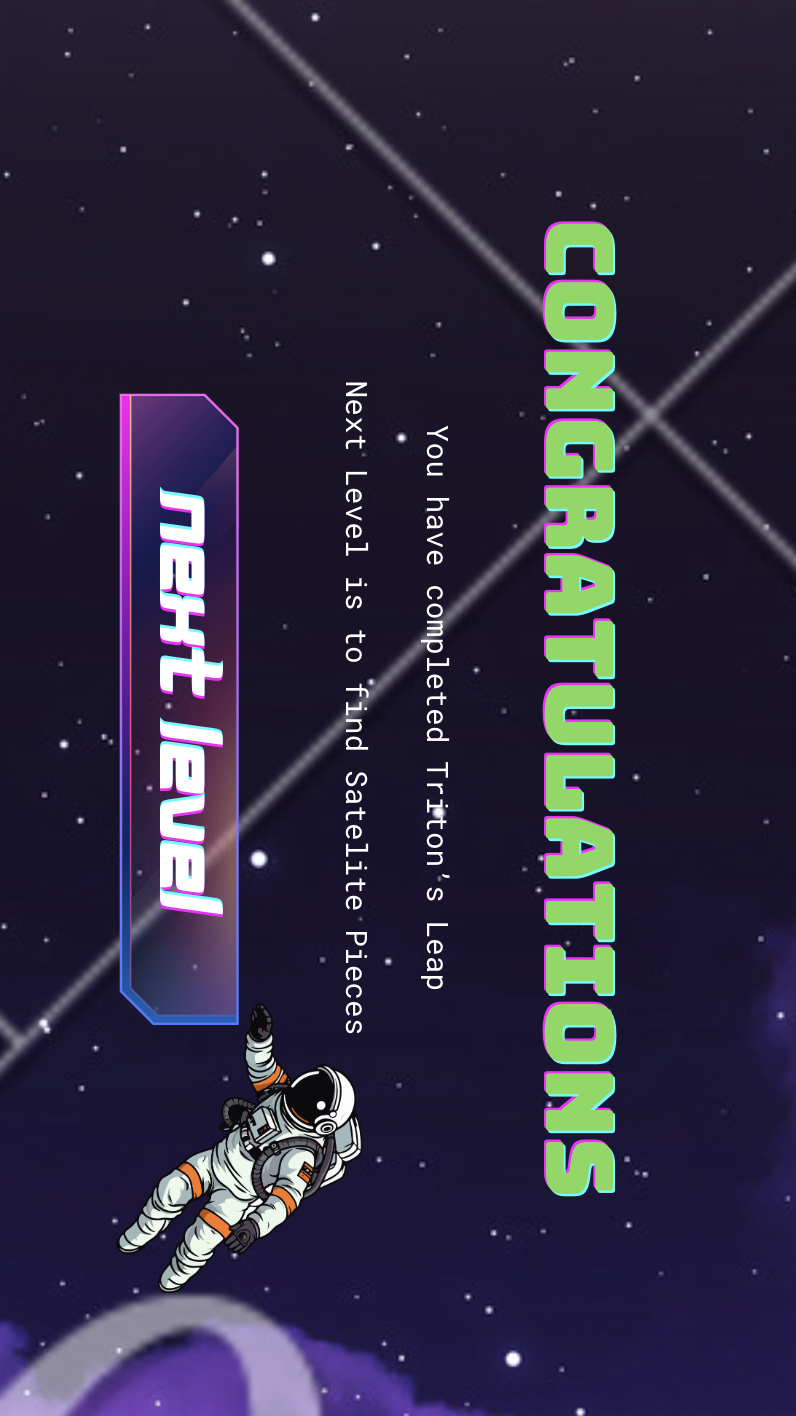 CONGRATULATIONS
You have completed Triton's Leap
Next Level is to find Satelite Pieces
next level